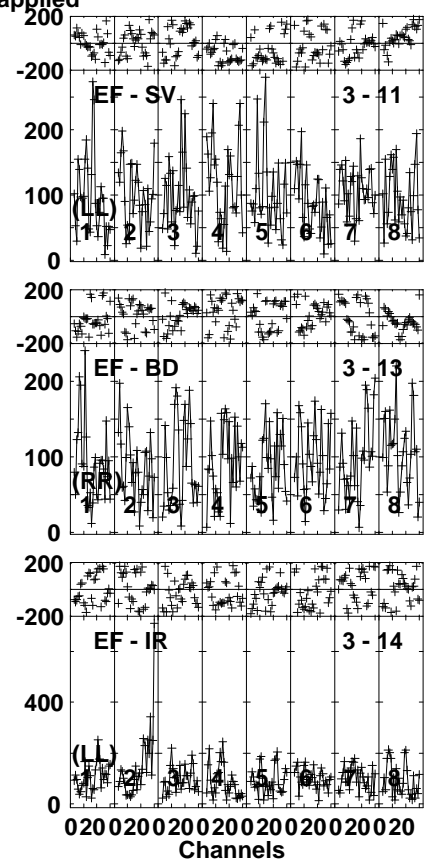 applied
200
-200
EF - SV 3 - 11
200
100
(LL)
1 2 3 4 5 6 7 8
0
200
-200
EF - BD 3 - 13
200
100
(RR)
1 2 3 4 5 6 7 8
0
200
-200
EF - IR 3 - 14
400
(LL)
1 2 3 4 5 6 7 8
0
0 20 0 20 0 20 0 20 0 20 0 20 0 20 0 20
Channels